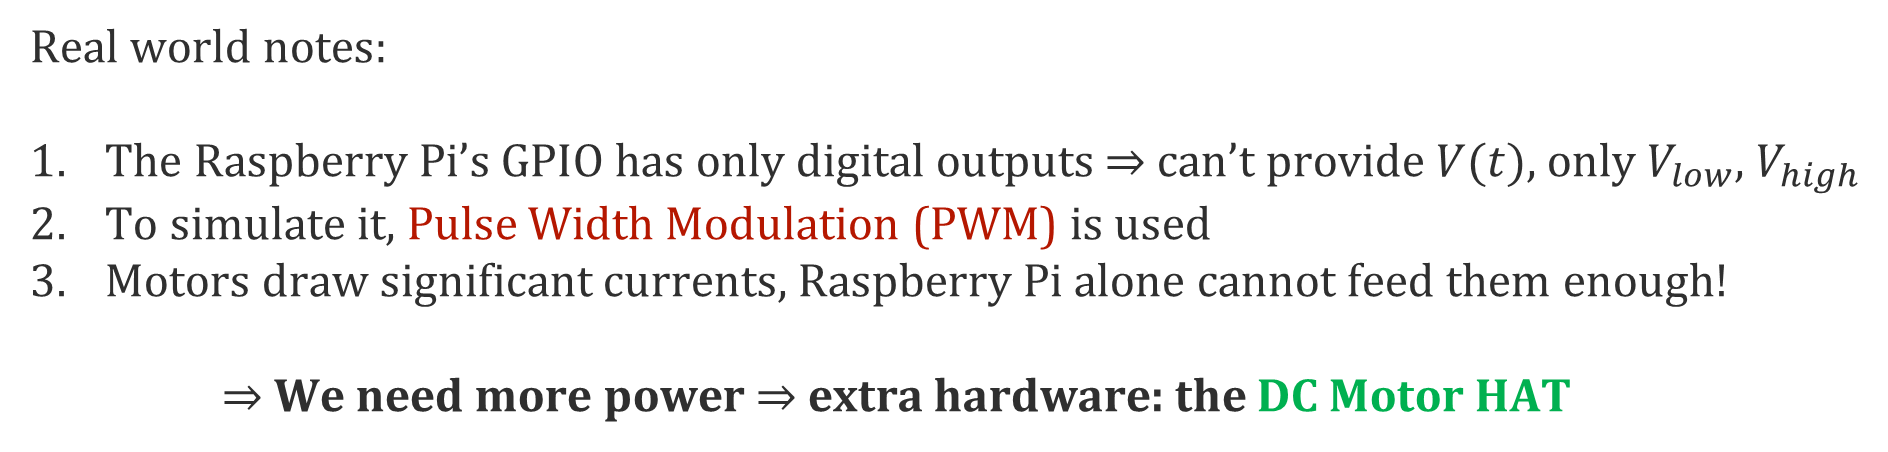 Real world notes:
1. The Raspberry Pi’s GPIO has only digital outputs ⇒ can’t provide V(t), only V_low, V_high
2. To simulate it, Pulse Width Modulation (PWM) is used
3. Motors draw significant currents, Raspberry Pi alone cannot feed them enough!
⇒ We need more power ⇒ extra hardware: the DC Motor HAT